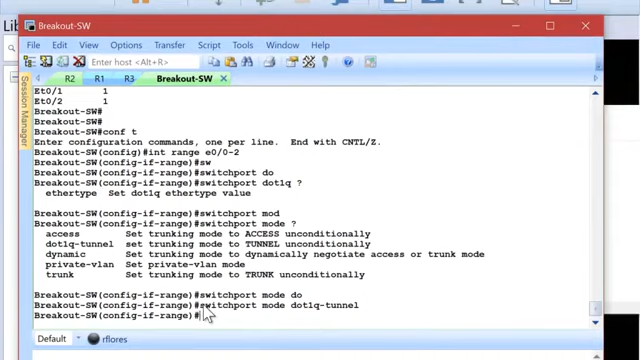 Lib
Breakout-SW
File Edit View Options Transfer Script Tools Window Help
Enter host <Alt+R>
R2 R1 R3 Breakout-SW
Session Manager
Et0/1 1
Et0/2 1
Breakout-SW#
Breakout-SW#
Breakout-SW#conf t
Enter configuration commands, one per line. End with CNTL/Z.
Breakout-SW(config)#int range e0/0-2
Breakout-SW(config-if-range)#sw
Breakout-SW(config-if-range)#switchport do
Breakout-SW(config-if-range)#switchport dot1q ?
ethertype Set dot1q ethertype value
Breakout-SW(config-if-range)#switchport mod
Breakout-SW(config-if-range)#switchport mode ?
access Set trunking mode to ACCESS unconditionally
dot1q-tunnel Set trunking mode to TUNNEL unconditionally
dynamic Set trunking mode to dynamically negotiate access or trunk mode
private-vlan Set private-vlan mode
trunk Set trunking mode to TRUNK unconditionally
Breakout-SW(config-if-range)#switchport mode do
Breakout-SW(config-if-range)#switchport mode dot1q-tunnel
Breakout-SW(config-if-range)#
Default rflores